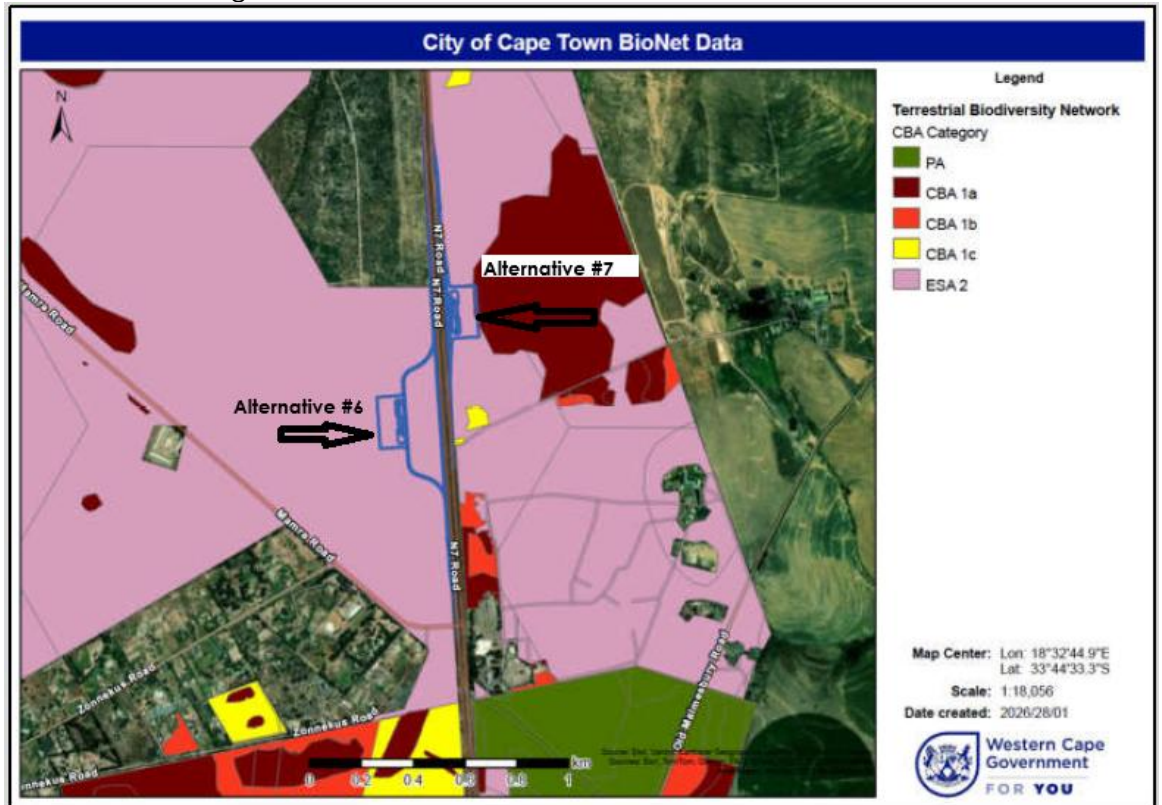 City of Cape Town BioNet Data
N
N7 Road
N7 Road
Alternative #7
Mamra Road
Alternative #6
Mamra Road
N7 Road
Zonnekus Road
Zonnekus Road
nnekus Road
Old Malmesbury Road
0 0.2 0.4 0.6 0.8 1
km
Legend
Terrestrial Biodiversity Network
CBA Category
PA
CBA 1a
CBA 1b
CBA 1c
ESA 2
Map Center: Lon: 18°32'44.9"E
Lat: 33°44'33.3"S
Scale: 1:18,056
Date created: 2026/28/01
Western Cape
Government
FOR YOU